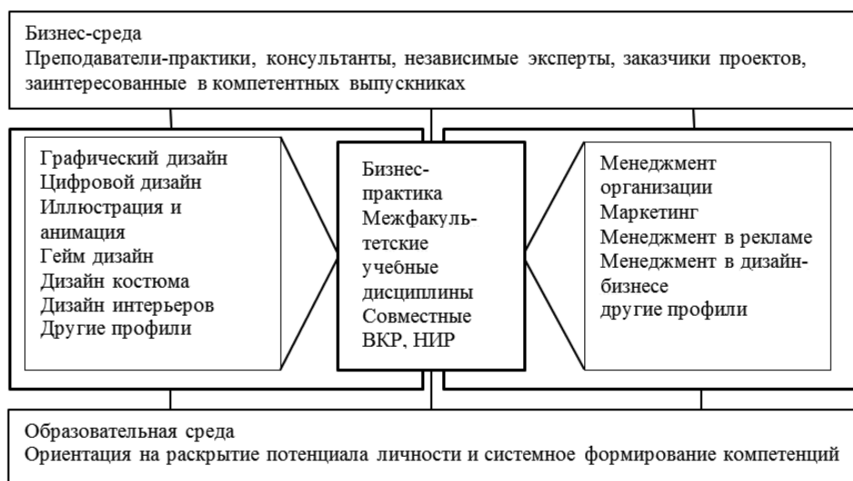 Бизнес-среда
Преподаватели-практики, консультанты, независимые эксперты, заказчики проектов,
заинтересованные в компетентных выпускниках
Графический дизайн
Цифровой дизайн
Иллюстрация и
анимация
Гейм дизайн
Дизайн костюма
Дизайн интерьеров
Другие профили
Бизнес-
практика
Межфакуль-
тетские
учебные
дисциплины
Совместные
ВКР, НИР
Менеджмент
организации
Маркетинг
Менеджмент в рекламе
Менеджмент в дизайн-
бизнесе
другие профили
Образовательная среда
Ориентация на раскрытие потенциала личности и системное формирование компетенций